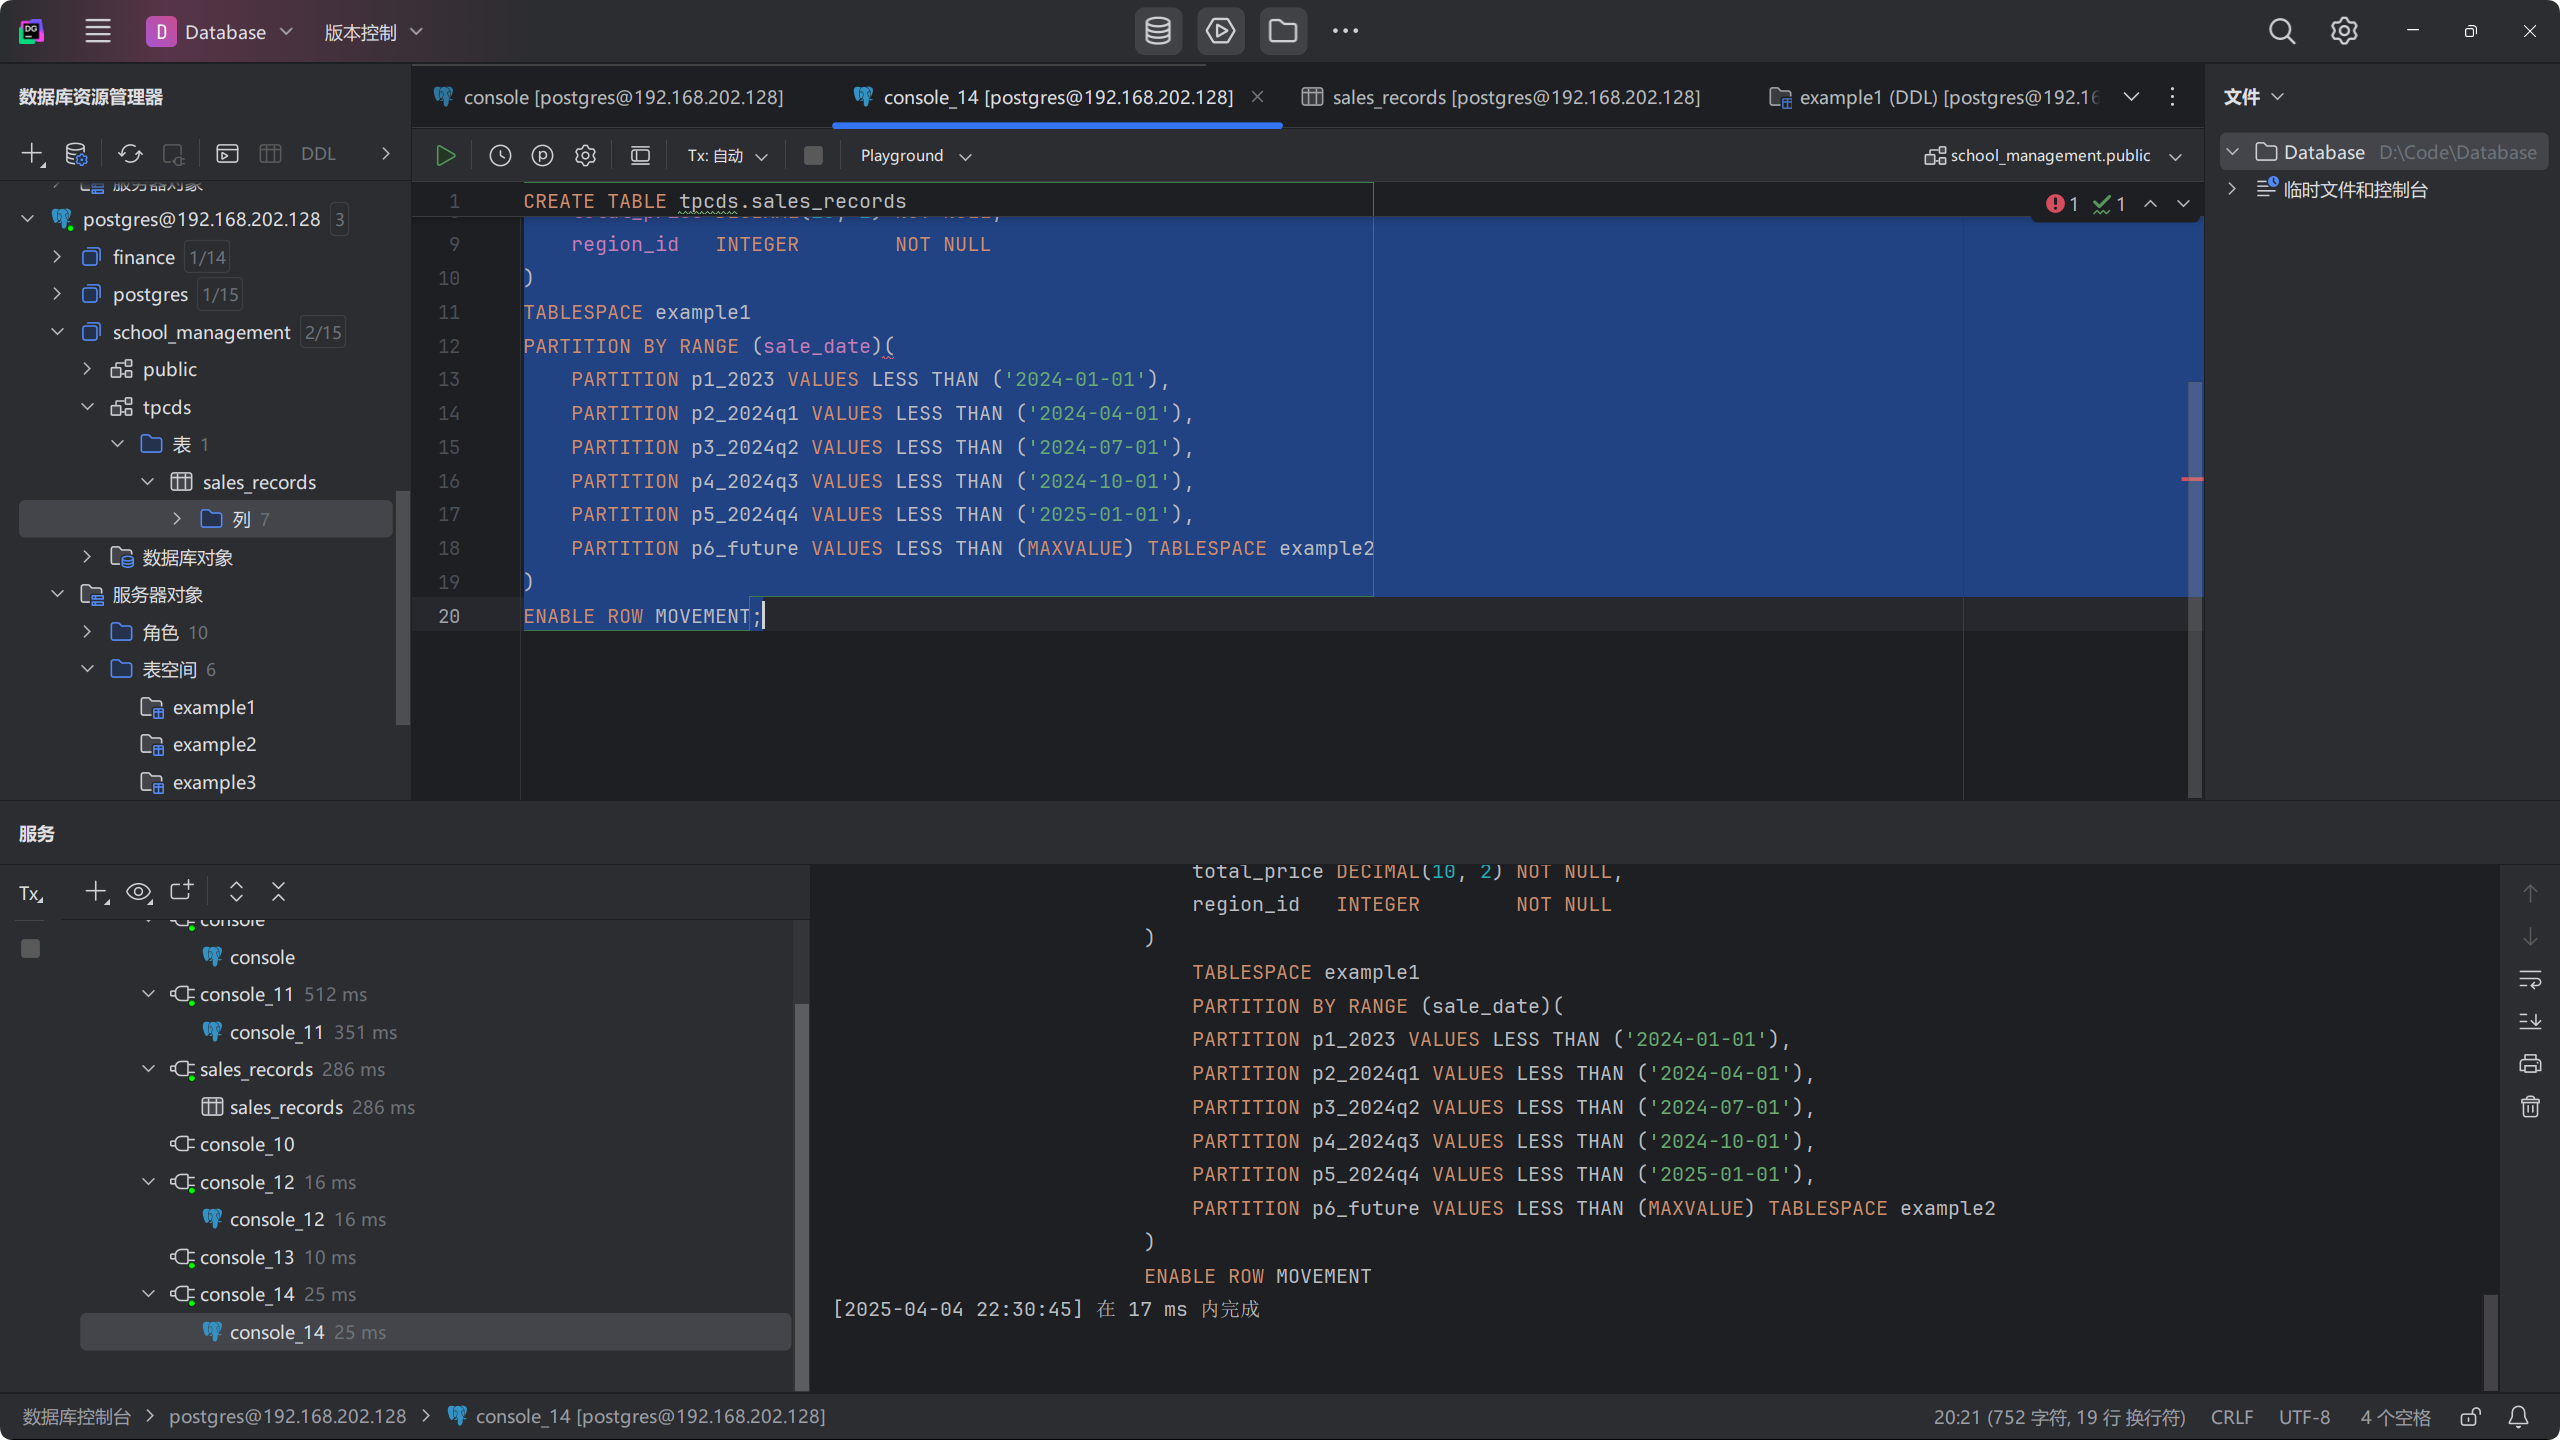 DG
D Database
版本控制
数据库资源管理器
DDL
服务器对象
postgres@192.168.202.128 3
finance 1/14
postgres 1/15
school_management 2/15
public
tpcds
表 1
sales_records
列 7
数据库对象
服务器对象
角色 10
表空间 6
example1
example2
example3
console [postgres@192.168.202.128]
console_14 [postgres@192.168.202.128]
sales_records [postgres@192.168.202.128]
example1 (DDL) [postgres@192.16
Tx: 自动
Playground
school_management.public
1 CREATE TABLE tpcds.sales_records
1 1
9 region_id INTEGER NOT NULL
10 )
11 TABLESPACE example1
12 PARTITION BY RANGE (sale_date)(
13 PARTITION p1_2023 VALUES LESS THAN ('2024-01-01'),
14 PARTITION p2_2024q1 VALUES LESS THAN ('2024-04-01'),
15 PARTITION p3_2024q2 VALUES LESS THAN ('2024-07-01'),
16 PARTITION p4_2024q3 VALUES LESS THAN ('2024-10-01'),
17 PARTITION p5_2024q4 VALUES LESS THAN ('2025-01-01'),
18 PARTITION p6_future VALUES LESS THAN (MAXVALUE) TABLESPACE example2
19 )
20 ENABLE ROW MOVEMENT;
文件
Database D:\Code\Database
临时文件和控制台
服务
Tx
console
console
console_11 512 ms
console_11 351 ms
sales_records 286 ms
sales_records 286 ms
console_10
console_12 16 ms
console_12 16 ms
console_13 10 ms
console_14 25 ms
console_14 25 ms
total_price DECIMAL(10, 2) NOT NULL,
region_id INTEGER NOT NULL
)
TABLESPACE example1
PARTITION BY RANGE (sale_date)(
PARTITION p1_2023 VALUES LESS THAN ('2024-01-01'),
PARTITION p2_2024q1 VALUES LESS THAN ('2024-04-01'),
PARTITION p3_2024q2 VALUES LESS THAN ('2024-07-01'),
PARTITION p4_2024q3 VALUES LESS THAN ('2024-10-01'),
PARTITION p5_2024q4 VALUES LESS THAN ('2025-01-01'),
PARTITION p6_future VALUES LESS THAN (MAXVALUE) TABLESPACE example2
)
ENABLE ROW MOVEMENT
[2025-04-04 22:30:45] 在 17 ms 内完成
数据库控制台
postgres@192.168.202.128
console_14 [postgres@192.168.202.128]
20:21 (752 字符, 19 行 换行符)
CRLF
UTF-8
4 个空格